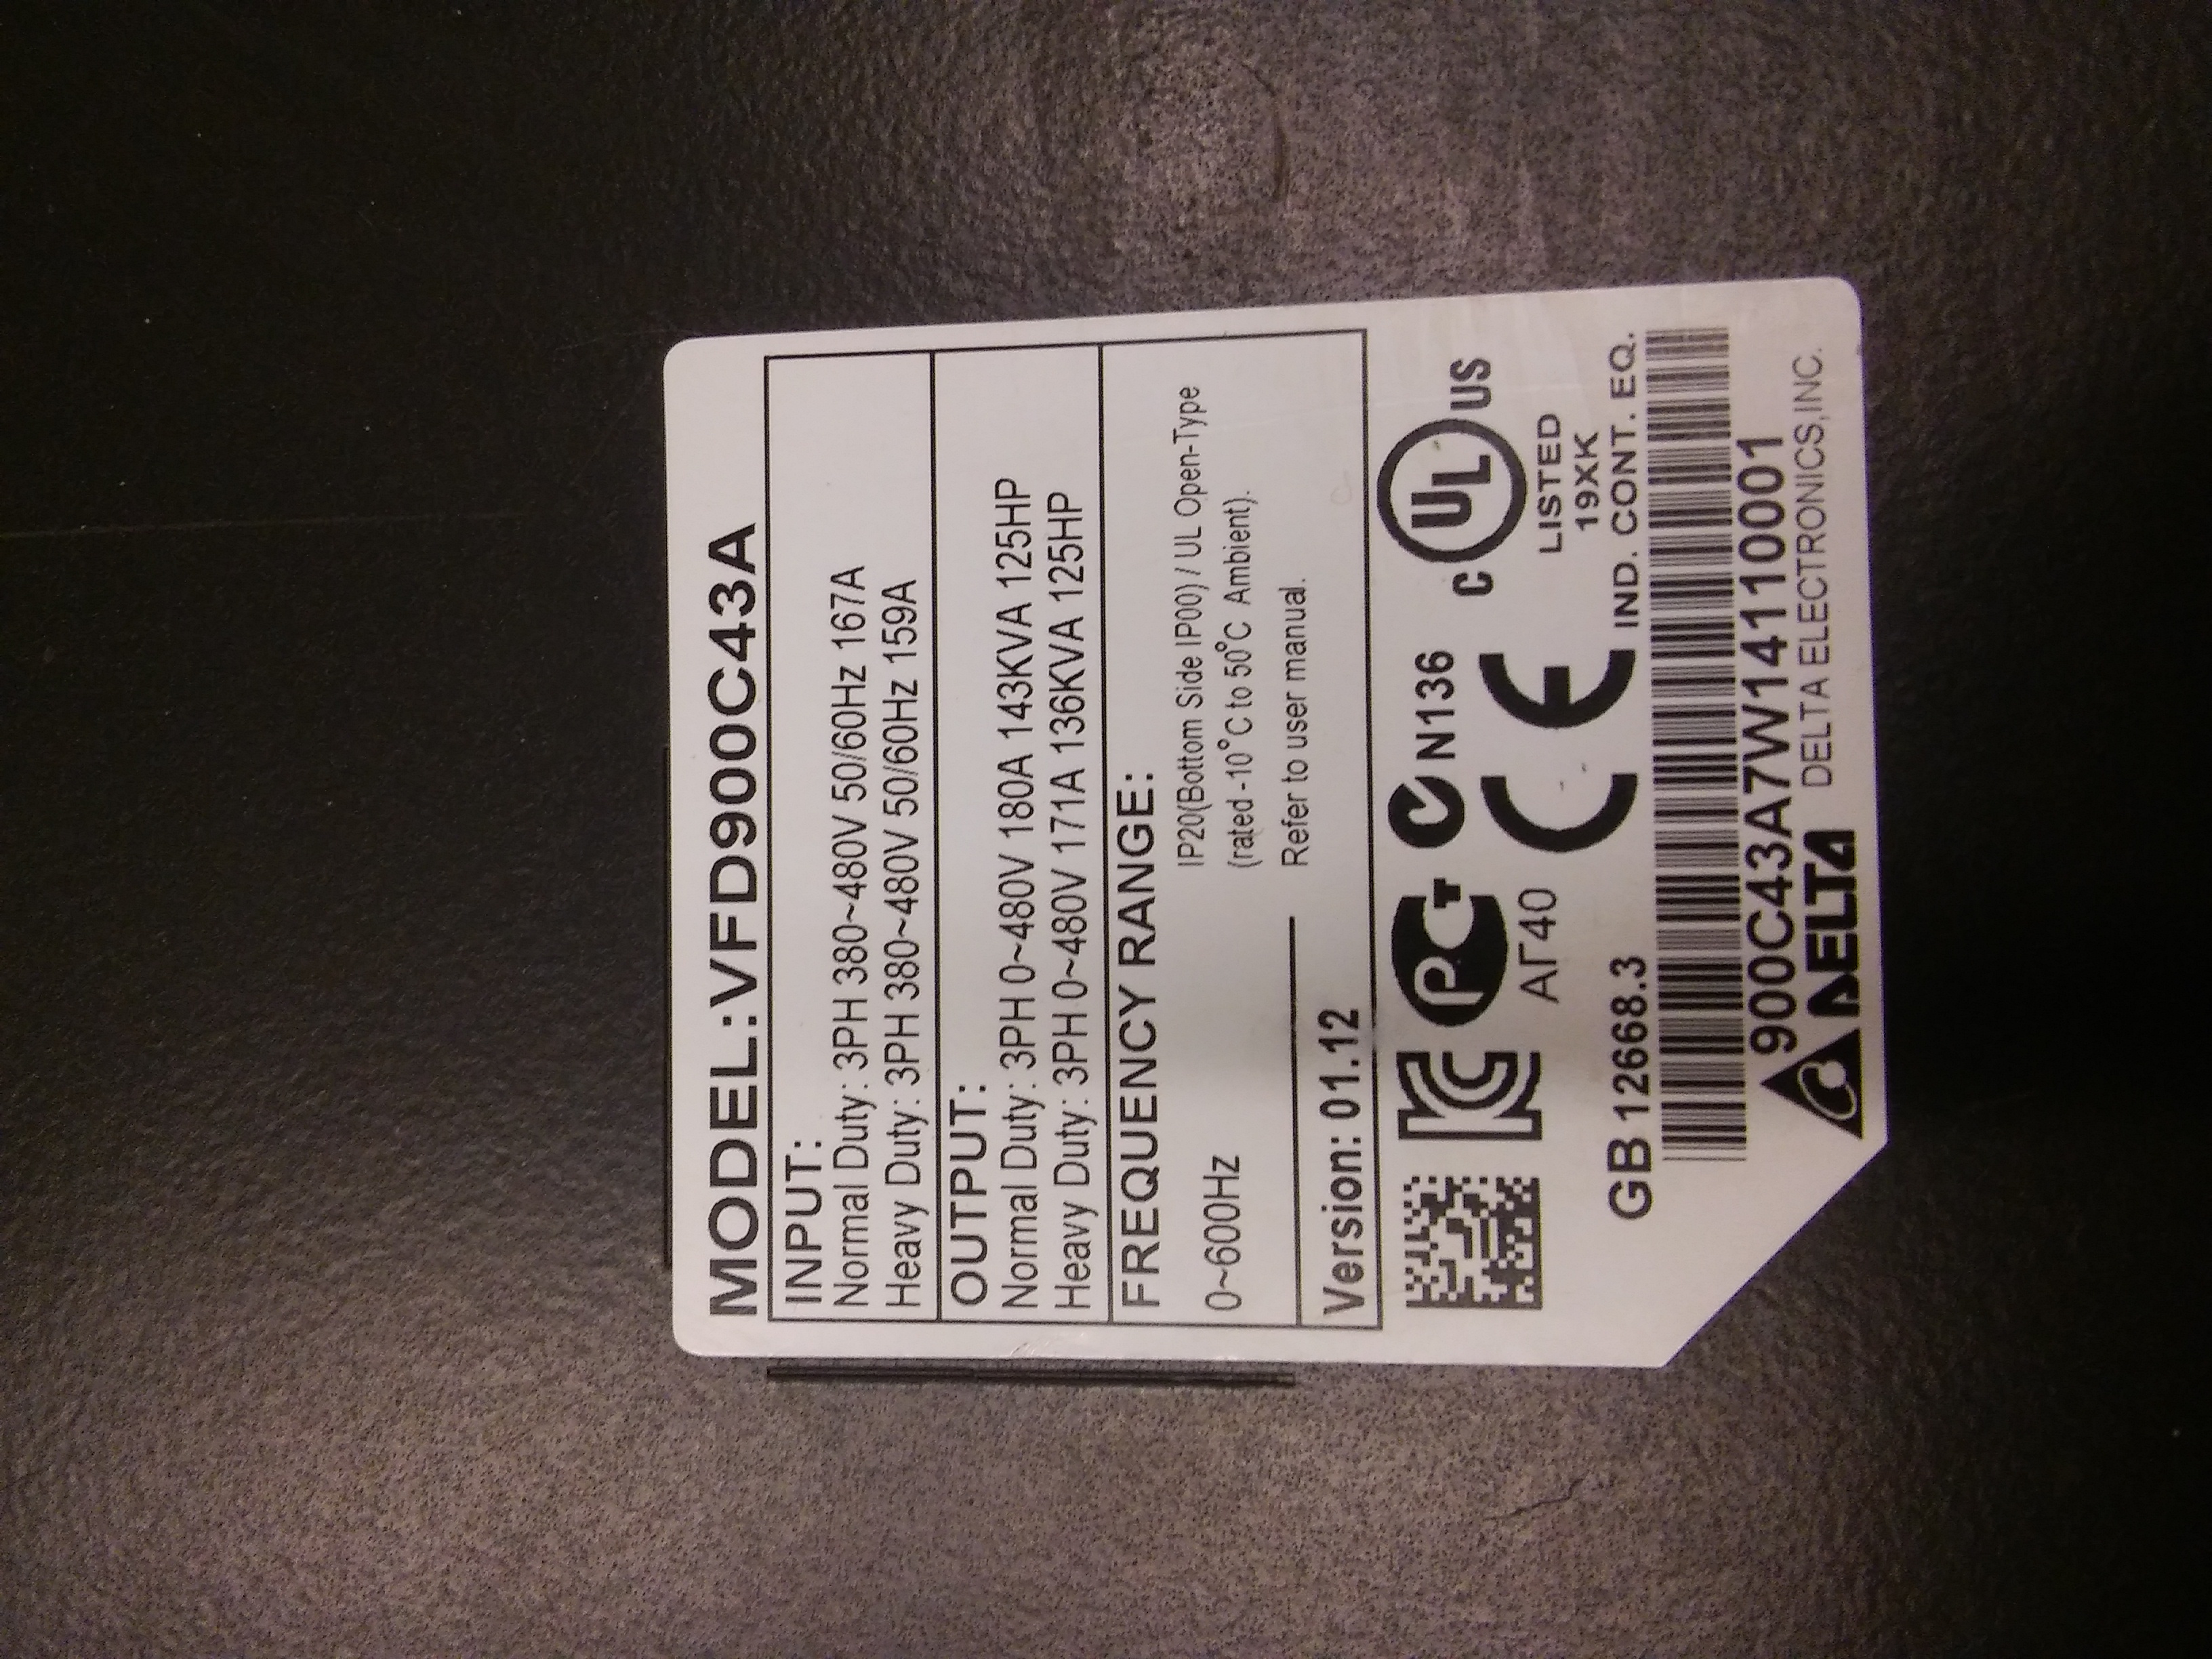 MODEL:VFD900C43A
INPUT:
Normal Duty: 3PH 380~480V 50/60Hz 167A
Heavy Duty: 3PH 380~480V 50/60Hz 159A
OUTPUT:
Normal Duty: 3PH 0~480V 180A 143KVA 125HP
Heavy Duty: 3PH 0~480V 171A 136KVA 125HP
FREQUENCY RANGE:
0~600Hz
IP20(Bottom Side IP00) / UL Open-Type
(rated -10°C to 50°C Ambient).
Refer to user manual.
Version: 01.12
KC
PC
АГ40
N136
CE
C UL US
LISTED
19XK
IND. CONT. EQ.
GB 12668.3
900C43A7W14110001
DELTA
DELTA ELECTRONICS,INC.